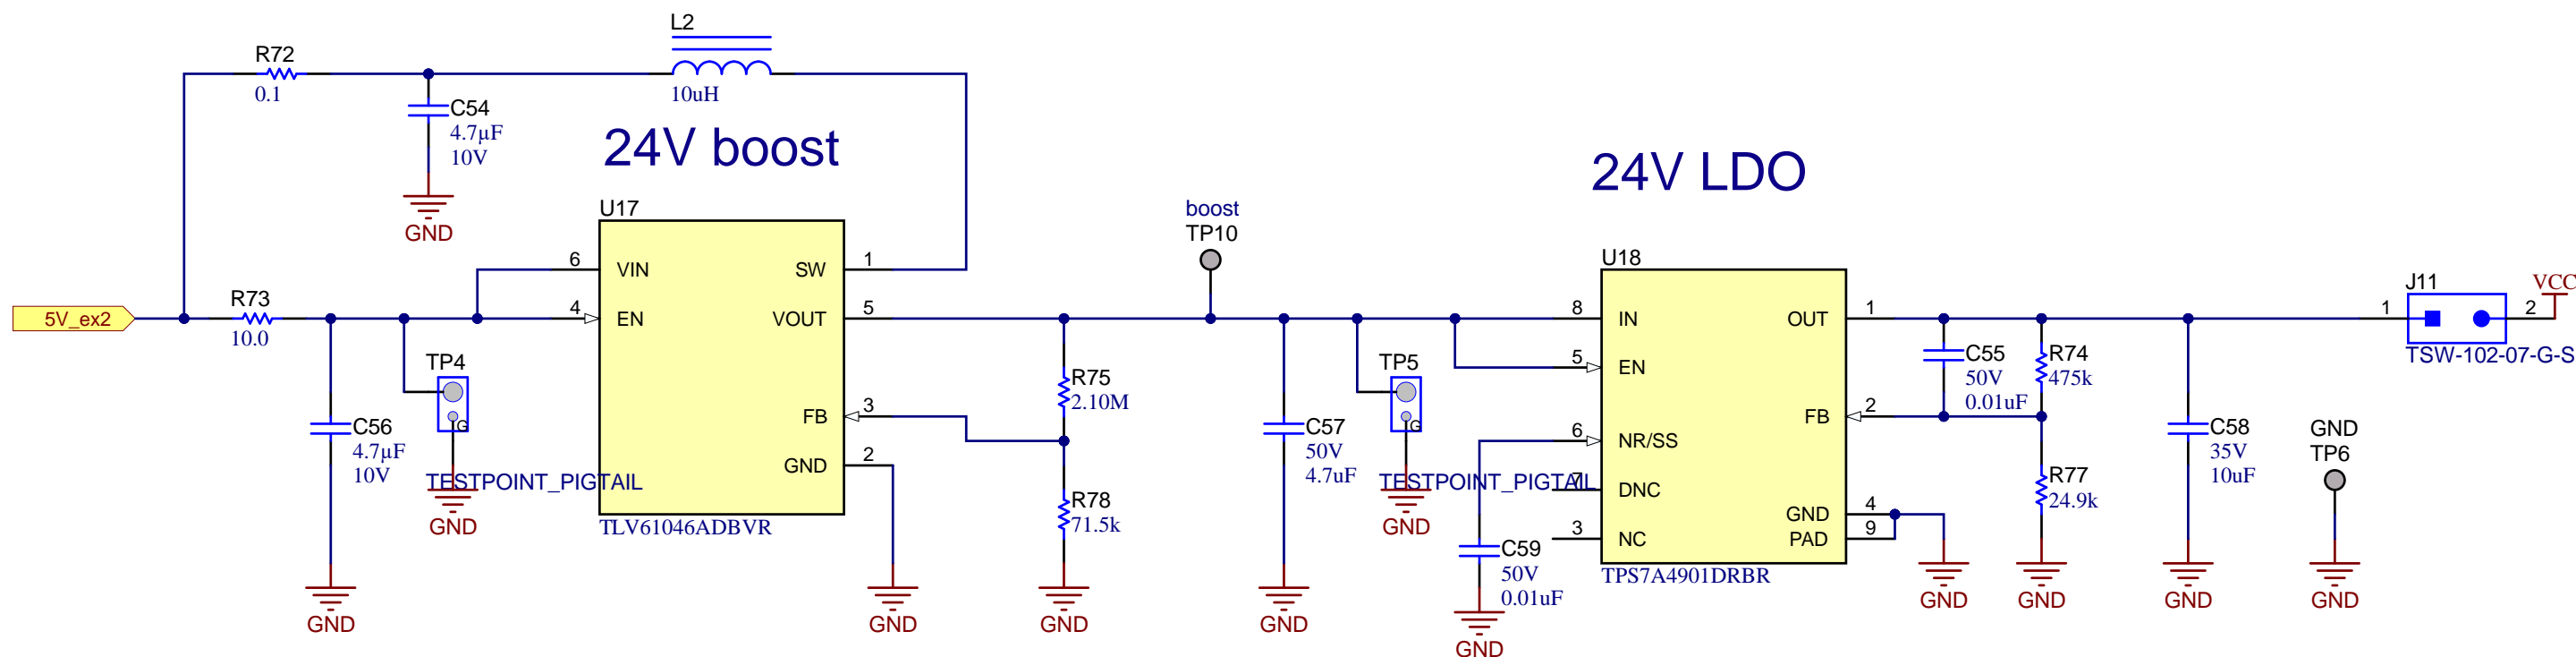 L2
R72
0.1
10uH
C54
4.7µF
10V
GND
24V boost
24V LDO
5V_ex2
R73
10.0
C56
4.7µF
10V
GND
TP4
G
TESTPOINT_PIGTAIL
GND
U17
6 VIN SW 1
4 EN VOUT 5
FB 3
GND 2
TLV61046ADBVR
GND
R75
2.10M
R78
71.5k
GND
boost
TP10
C57
50V
4.7uF
GND
TP5
G
TESTPOINT_PIGTAIL
GND
C59
50V
0.01uF
GND
U18
8 IN OUT 1
5 EN
FB 2
6 NR/SS
7 DNC
GND 4
3 NC PAD 9
TPS7A4901DRBR
GND
C55
50V
0.01uF
R74
475k
R77
24.9k
GND
C58
35V
10uF
GND
GND
TP6
GND
J11
1 2
TSW-102-07-G-S
VCC